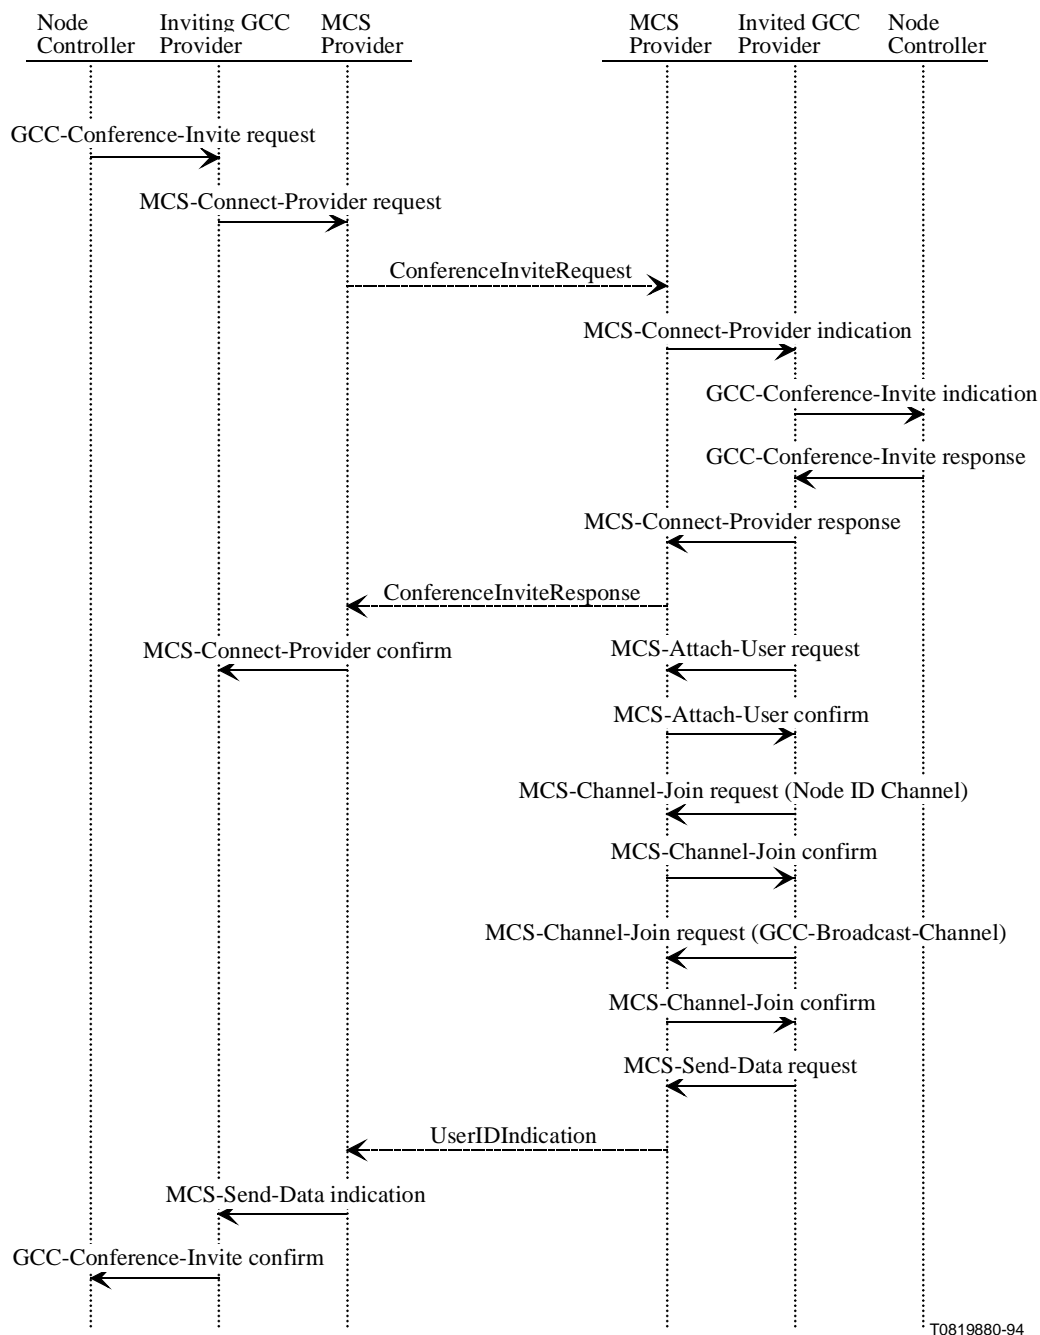 Node Controller
Inviting GCC Provider
MCS Provider
MCS Provider
Invited GCC Provider
Node Controller
GCC-Conference-Invite request
MCS-Connect-Provider request
ConferenceInviteRequest
MCS-Connect-Provider indication
GCC-Conference-Invite indication
GCC-Conference-Invite response
MCS-Connect-Provider response
ConferenceInviteResponse
MCS-Connect-Provider confirm
MCS-Attach-User request
MCS-Attach-User confirm
MCS-Channel-Join request (Node ID Channel)
MCS-Channel-Join confirm
MCS-Channel-Join request (GCC-Broadcast-Channel)
MCS-Channel-Join confirm
MCS-Send-Data request
UserIDIndication
MCS-Send-Data indication
GCC-Conference-Invite confirm
T0819880-94